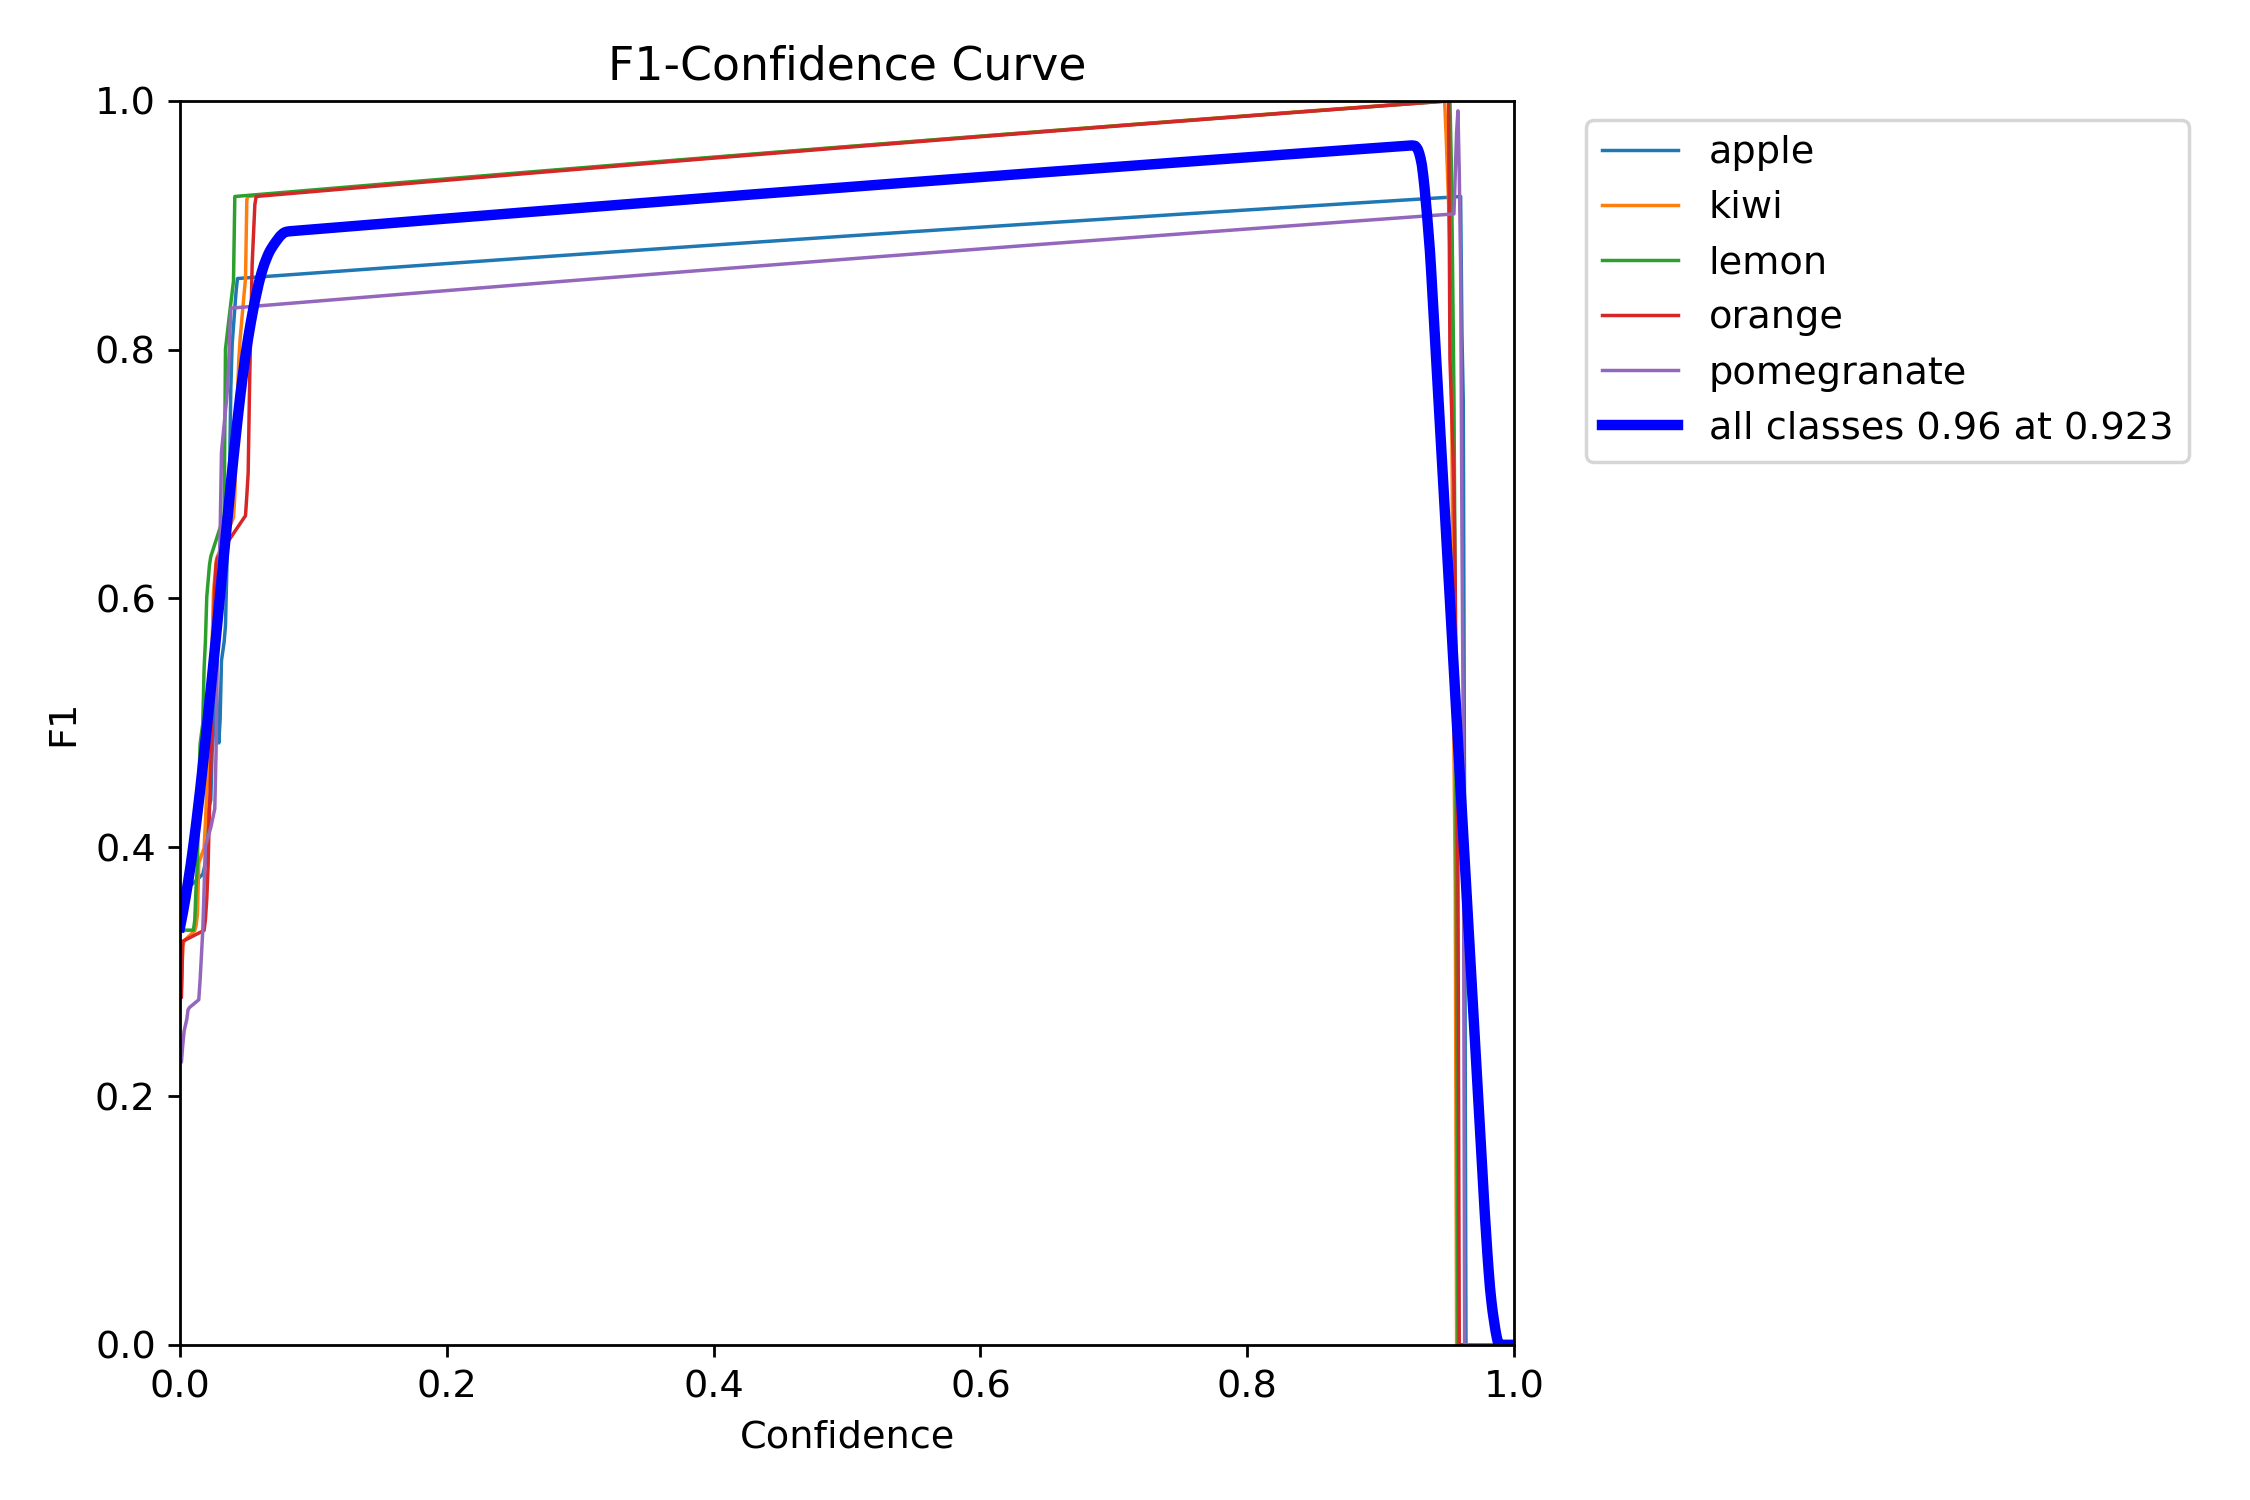 F1-Confidence Curve
1.0
0.8
0.6
0.4
0.2
0.0
F1
0.0 0.2 0.4 0.6 0.8 1.0
Confidence
apple
kiwi
lemon
orange
pomegranate
all classes 0.96 at 0.923